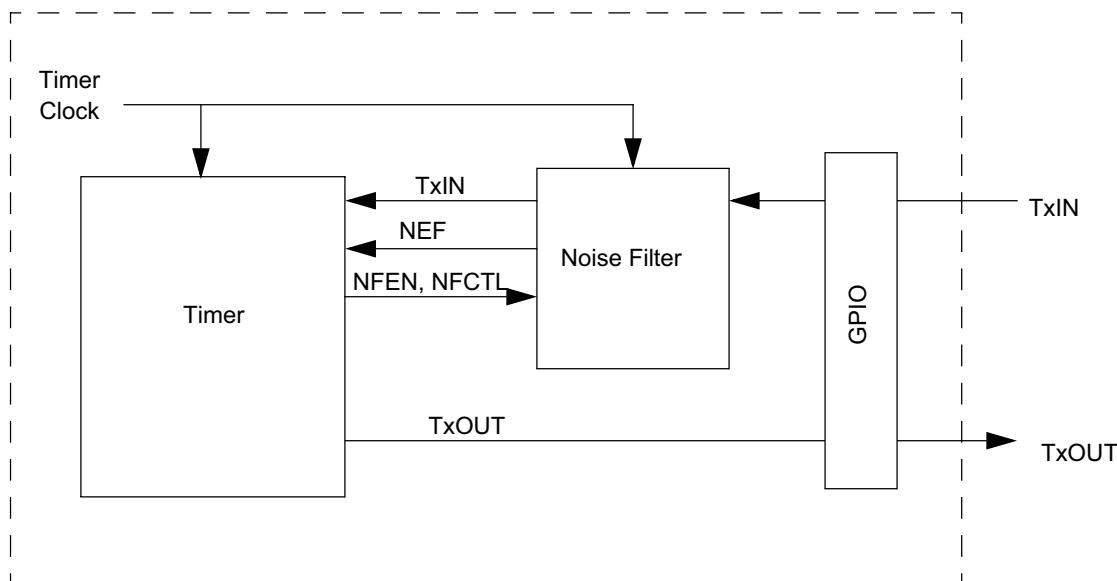 Timer
Clock
TxIN
TxIN
NEF
Noise Filter
NFEN, NFCTL
Timer
GPIO
TxOUT
TxOUT